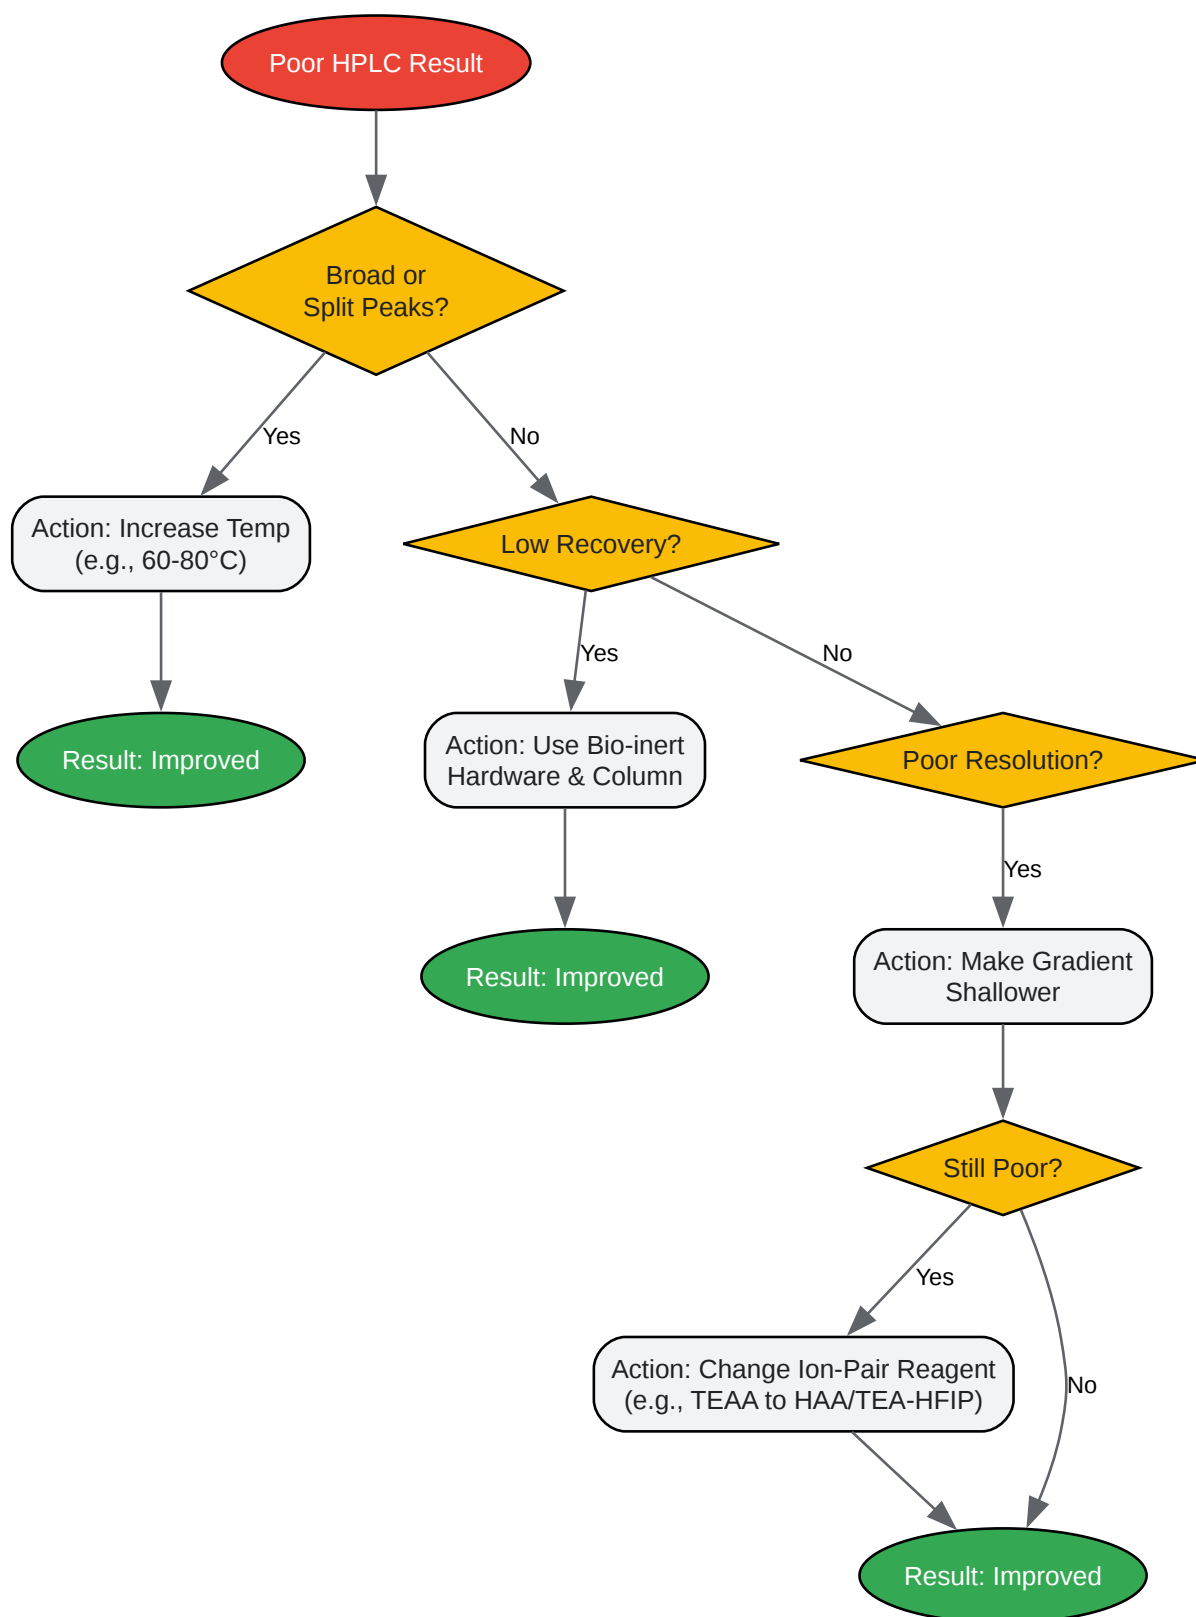 Poor HPLC Result
Broad or
Split Peaks?
Yes
No
Action: Increase Temp
(e.g., 60-80°C)
Low Recovery?
Yes
No
Result: Improved
Action: Use Bio-inert
Hardware & Column
Poor Resolution?
Yes
Result: Improved
Action: Make Gradient
Shallower
Still Poor?
Yes
No
Action: Change Ion-Pair Reagent
(e.g., TEAA to HAA/TEA-HFIP)
Result: Improved